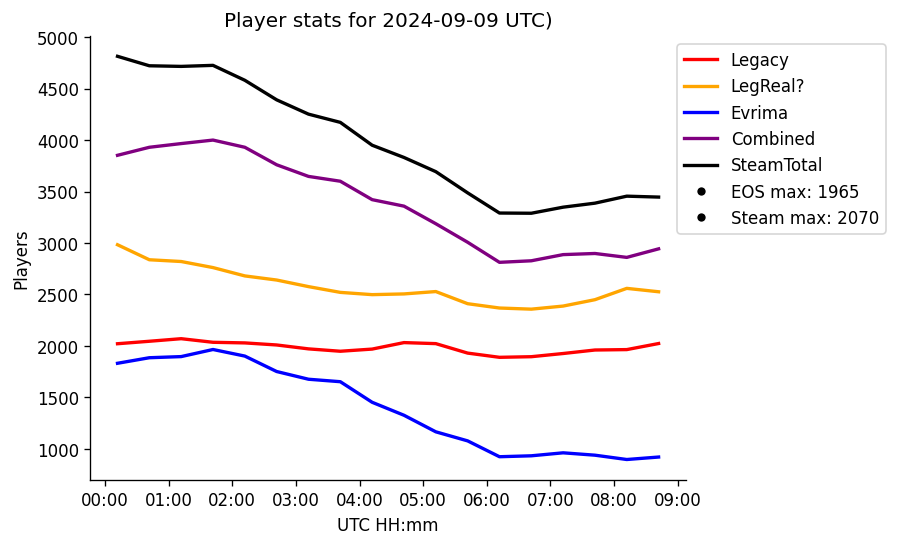 Player stats for 2024-09-09 UTC)
5000
4500
4000
3500
3000
2500
2000
1500
1000
Players
00:00 01:00 02:00 03:00 04:00 05:00 06:00 07:00 08:00 09:00
UTC HH:mm
Legacy
LegReal?
Evrima
Combined
SteamTotal
EOS max: 1965
Steam max: 2070